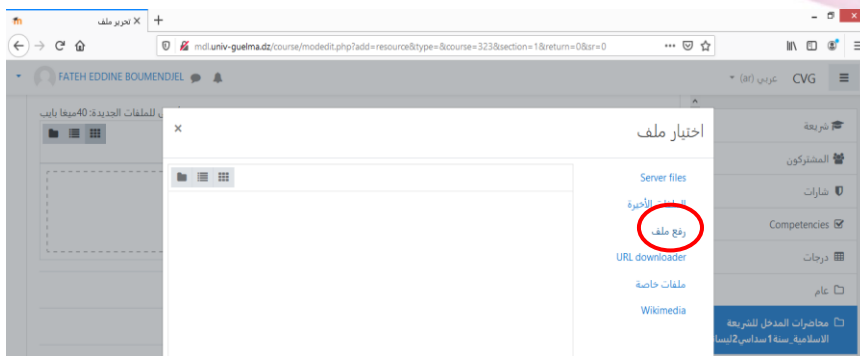 تحرير ملف
mdl.univ-guelma.dz/course/modedit.php?add=resource&type=&course=323&section=1&return=0&sr=0
FATEH EDDINE BOUMENDJEL
CVG
عربي ‎(ar)‎
للملفات الجديدة: 40ميغا بايب
اختيار ملف
Server files
الملفات الأخيرة
رفع ملف
URL downloader
ملفات خاصة
Wikimedia
شريعة
المشتركون
شارات
Competencies
درجات
عام
محاضرات المدخل للشريعة
الاسلامية_سنة1سداسي2ليسا